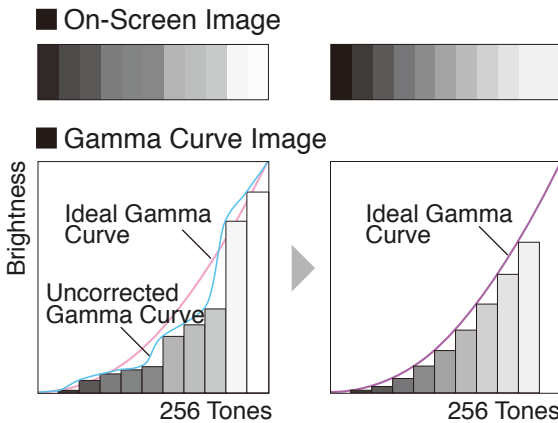 On-Screen Image
Gamma Curve Image
Brightness
Ideal Gamma
Curve
Uncorrected
Gamma Curve
256 Tones
Ideal Gamma
Curve
256 Tones